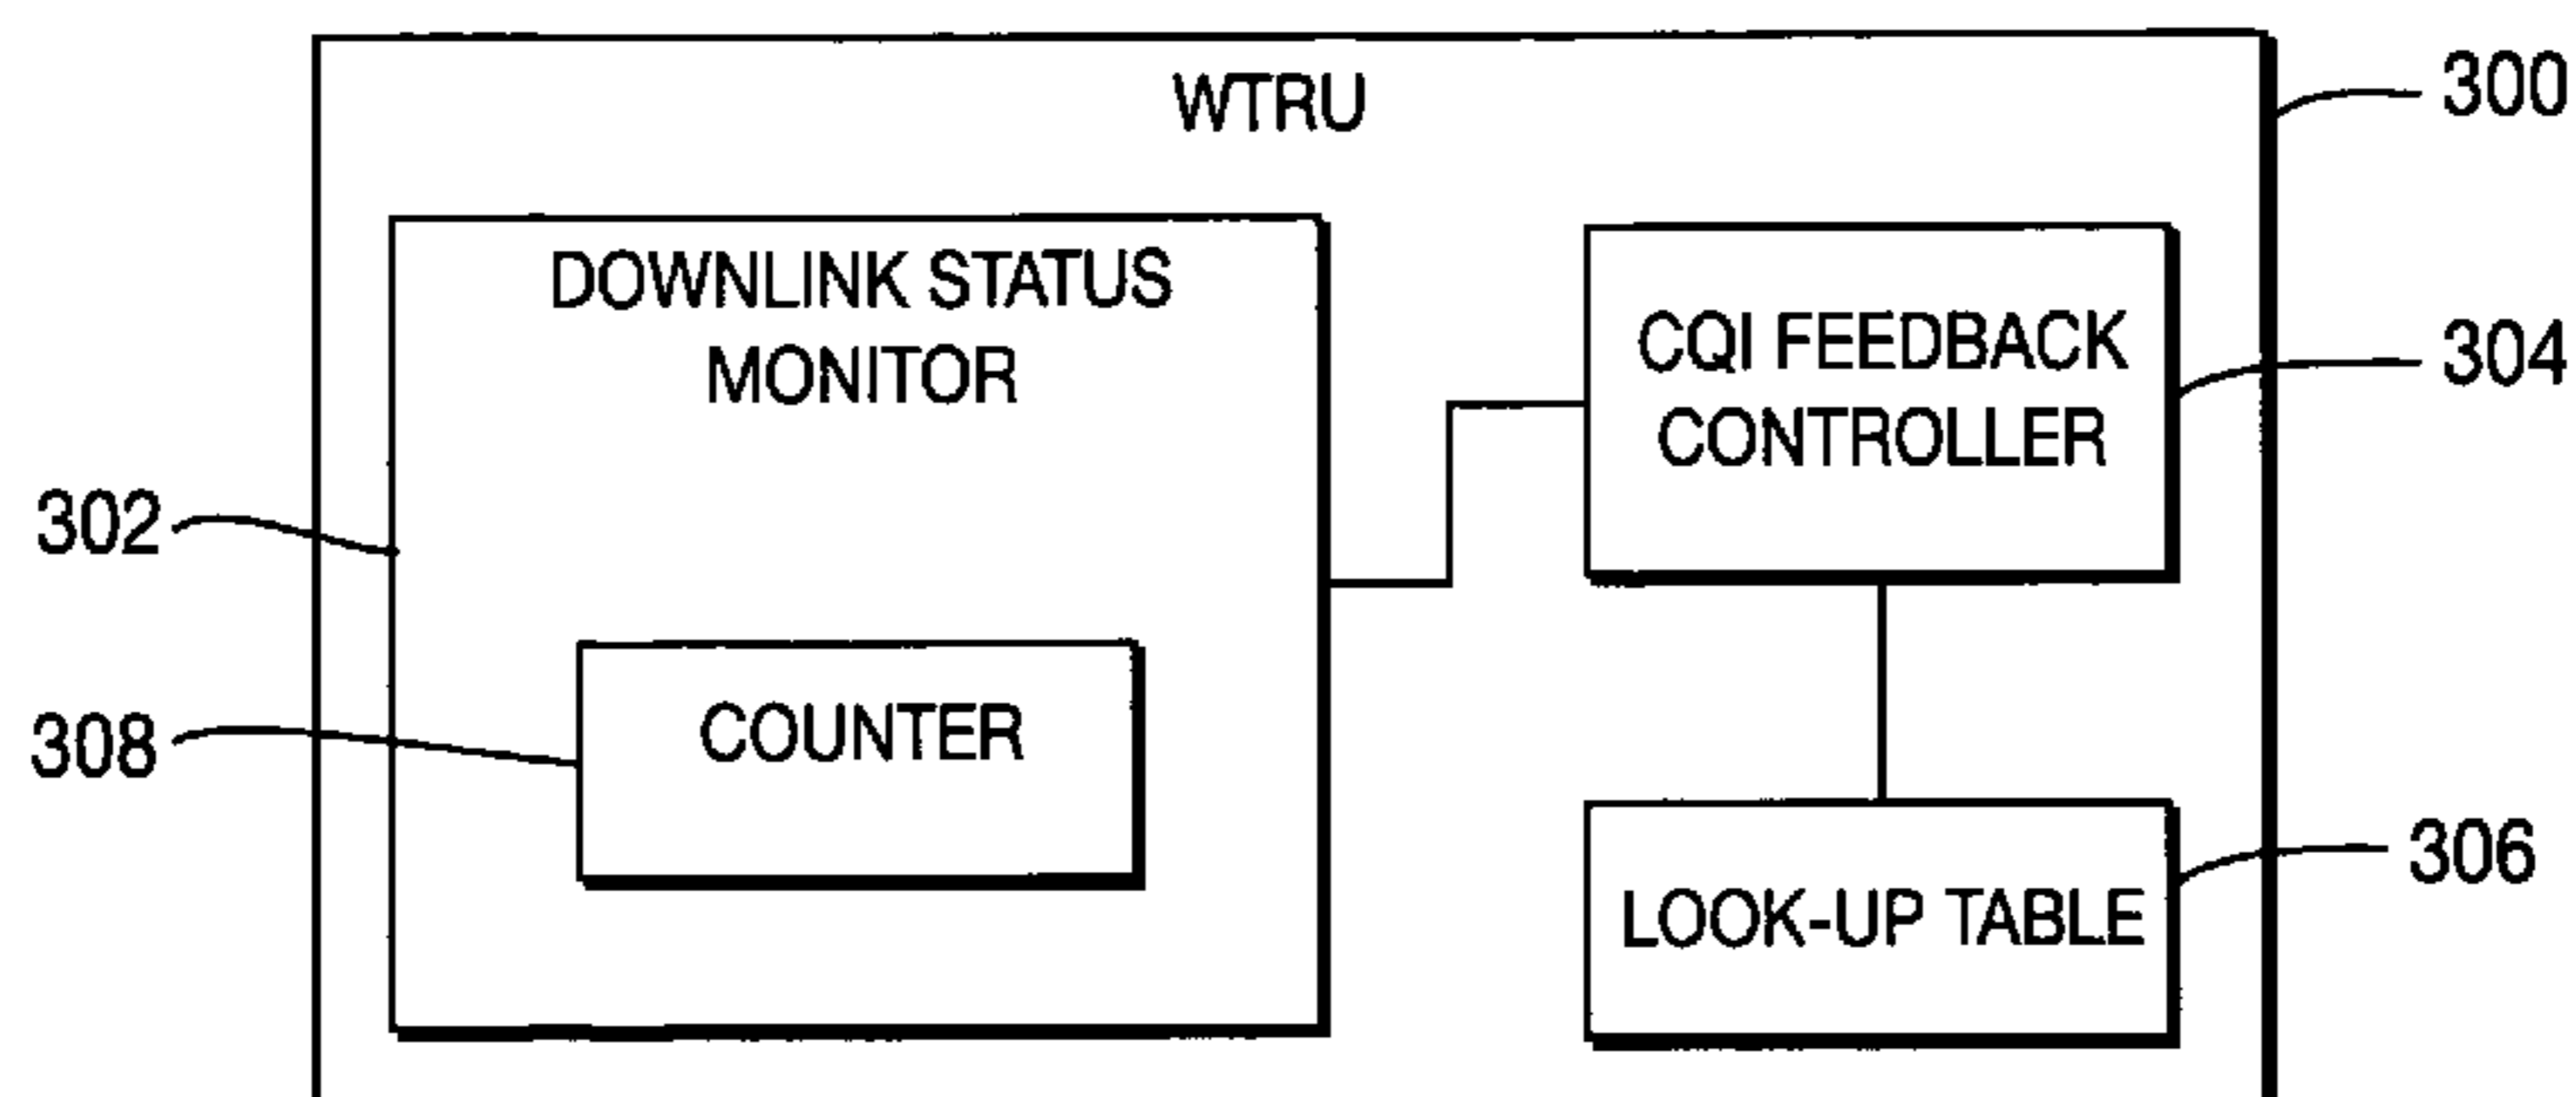 WTRU
300
DOWNLINK STATUS
MONITOR
CQI FEEDBACK
CONTROLLER
304
302
COUNTER
308
LOOK-UP TABLE
306